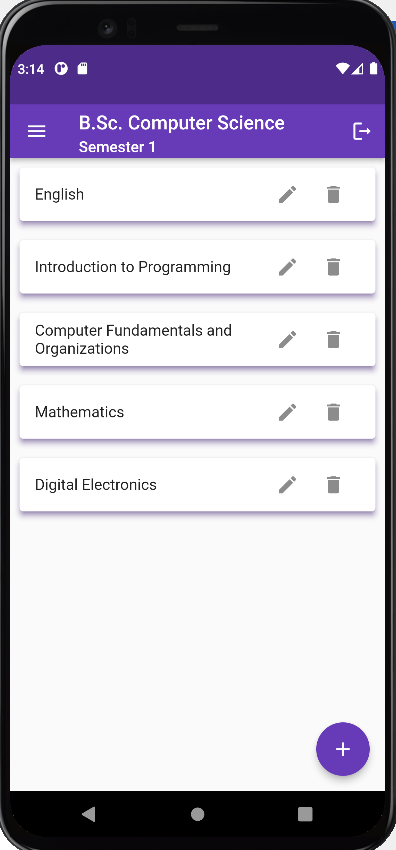 3:14
B.Sc. Computer Science
Semester 1
English
Introduction to Programming
Computer Fundamentals and
Organizations
Mathematics
Digital Electronics